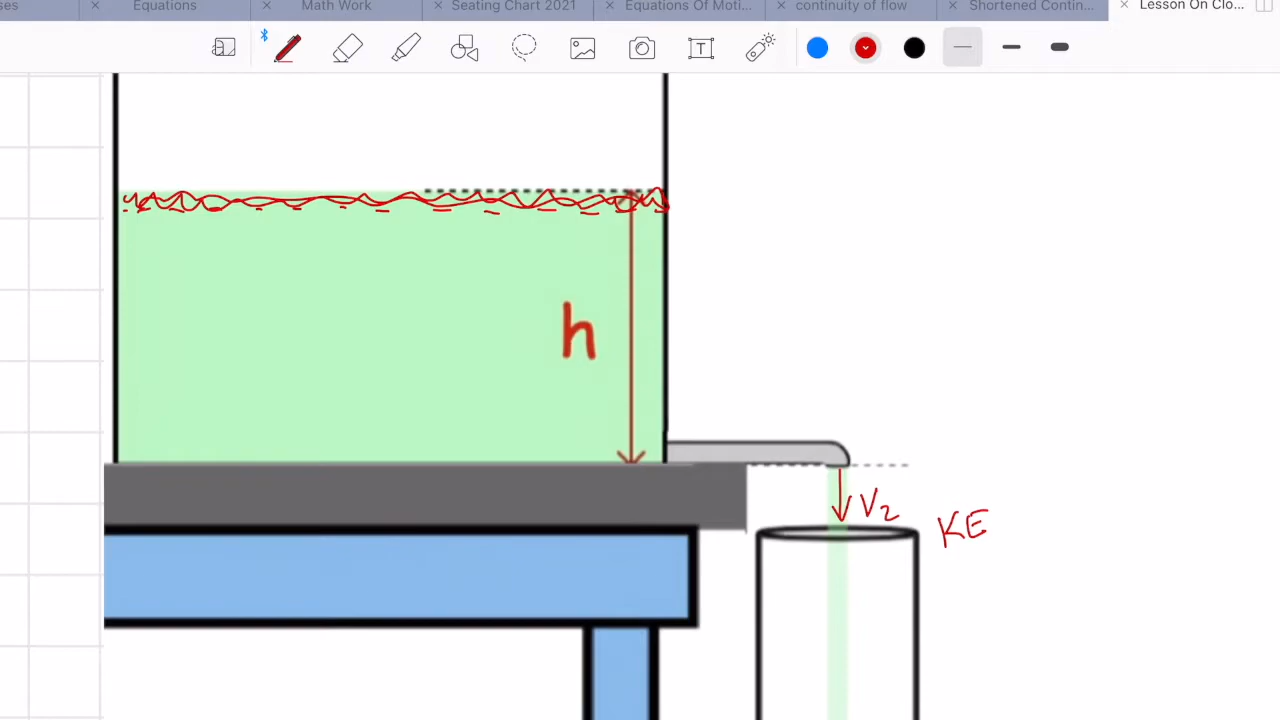 ses × Equations × Math Work × Seating Chart 2021 × Equations Of Moti... × continuity of flow × Shortened Contin... × Lesson On Clo...
T
h
V2
KE